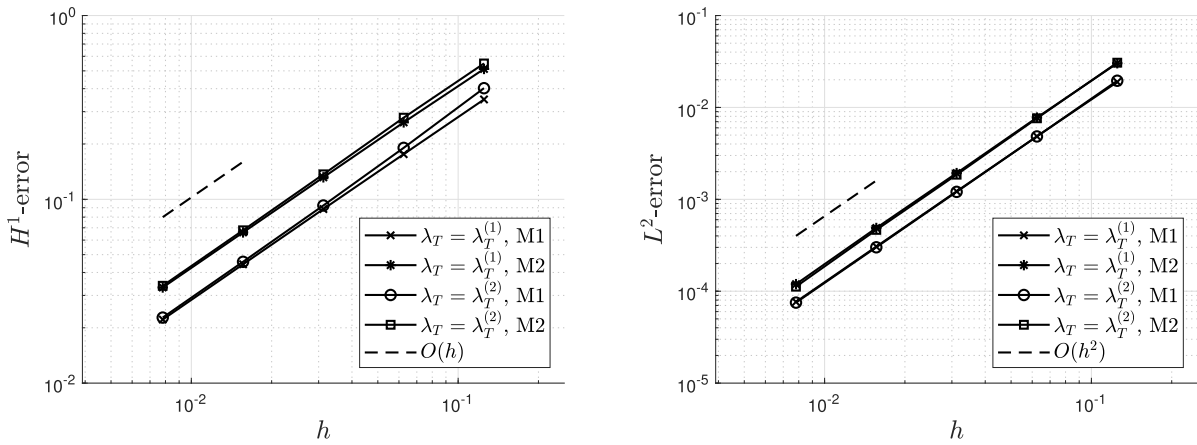 10^0
10^{-1}
10^{-2}
H^1-error
10^{-2}
10^{-1}
h
λ_T = λ_T^{(1)}, M1
λ_T = λ_T^{(1)}, M2
λ_T = λ_T^{(2)}, M1
λ_T = λ_T^{(2)}, M2
O(h)
10^{-1}
10^{-2}
10^{-3}
10^{-4}
10^{-5}
L^2-error
10^{-2}
10^{-1}
h
λ_T = λ_T^{(1)}, M1
λ_T = λ_T^{(1)}, M2
λ_T = λ_T^{(2)}, M1
λ_T = λ_T^{(2)}, M2
O(h^2)